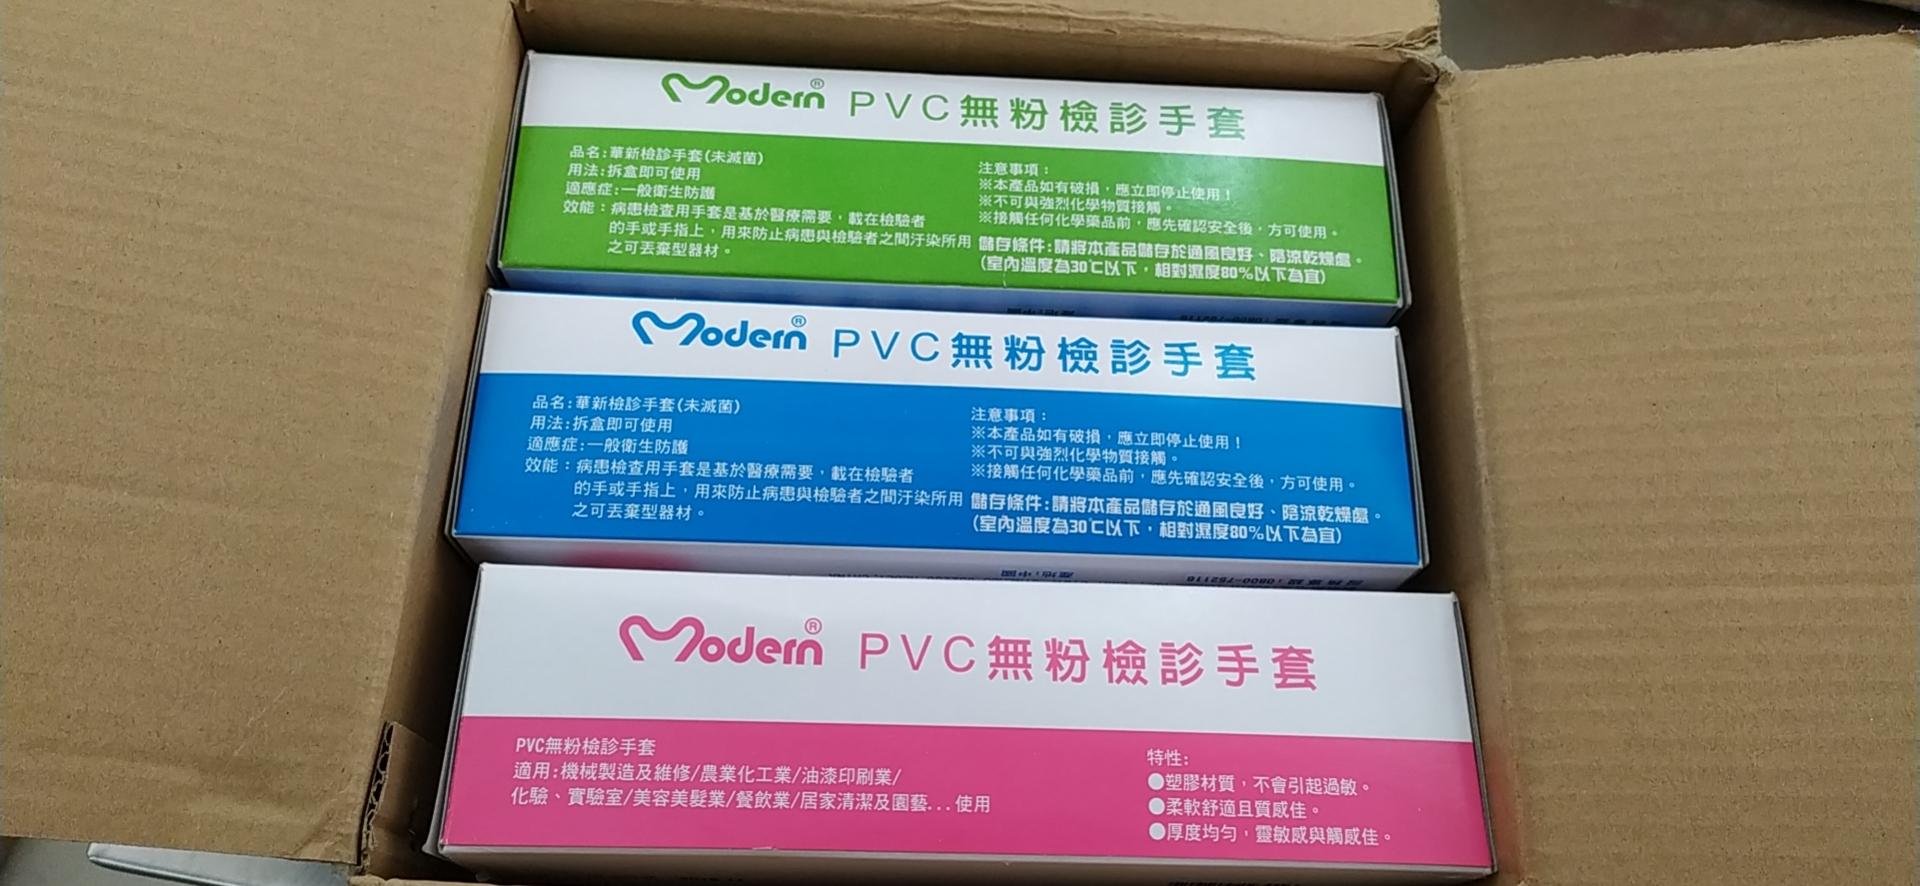 Modern® PVC無粉檢診手套
品名:華新檢診手套(未滅菌)
用法:拆盒即可使用
適應症:一般衛生防護
效能:病患檢查用手套是基於醫療需要,載在檢驗者
的手或手指上,用來防止病患與檢驗者之間汙染所用
之可丟棄型器材。
注意事項:
※本產品如有破損,應立即停止使用!
※不可與強烈化學物質接觸。
※接觸任何化學藥品前,應先確認安全後,方可使用。
儲存條件:請將本產品儲存於通風良好、陰涼乾燥處。
(室內溫度為30℃以下,相對濕度80%以下為宜)
Modern® PVC無粉檢診手套
品名:華新檢診手套(未滅菌)
用法:拆盒即可使用
適應症:一般衛生防護
效能:病患檢查用手套是基於醫療需要,載在檢驗者
的手或手指上,用來防止病患與檢驗者之間汙染所用
之可丟棄型器材。
注意事項:
※本產品如有破損,應立即停止使用!
※不可與強烈化學物質接觸。
※接觸任何化學藥品前,應先確認安全後,方可使用。
儲存條件:請將本產品儲存於通風良好、陰涼乾燥處。
(室內溫度為30℃以下,相對濕度80%以下為宜)
產地:中國
0800-752116
Modern® PVC無粉檢診手套
PVC無粉檢診手套
適用:機械製造及維修/農業化工業/油漆印刷業/
化驗、實驗室/美容美髮業/餐飲業/居家清潔及園藝...使用
特性:
●塑膠材質,不會引起過敏。
●柔軟舒適且質感佳。
●厚度均勻,靈敏感與觸感佳。